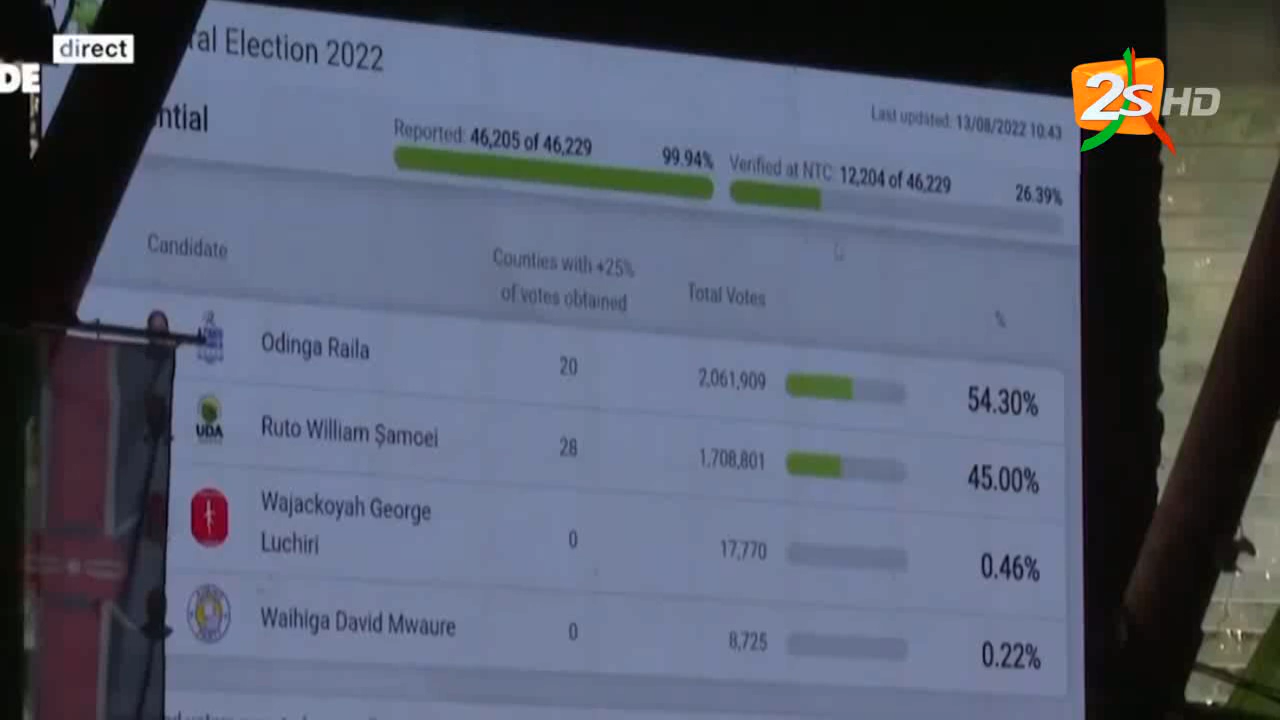 direct
DE
2S HD
ral Election 2022
ntial
Last updated: 13/08/2022 10:43
Reported: 46,205 of 46,229 99.94%
Verified at NTC: 12,204 of 46,229 26.39%
Candidate
Counties with +25%
of votes obtained
Total Votes
%
Odinga Raila 20 2,061,909 54.30%
UDA
Ruto William Şamoei 28 1,708,801 45.00%
Wajackoyah George
Luchiri 0 17,770 0.46%
Waihiga David Mwaure 0 8,725 0.22%